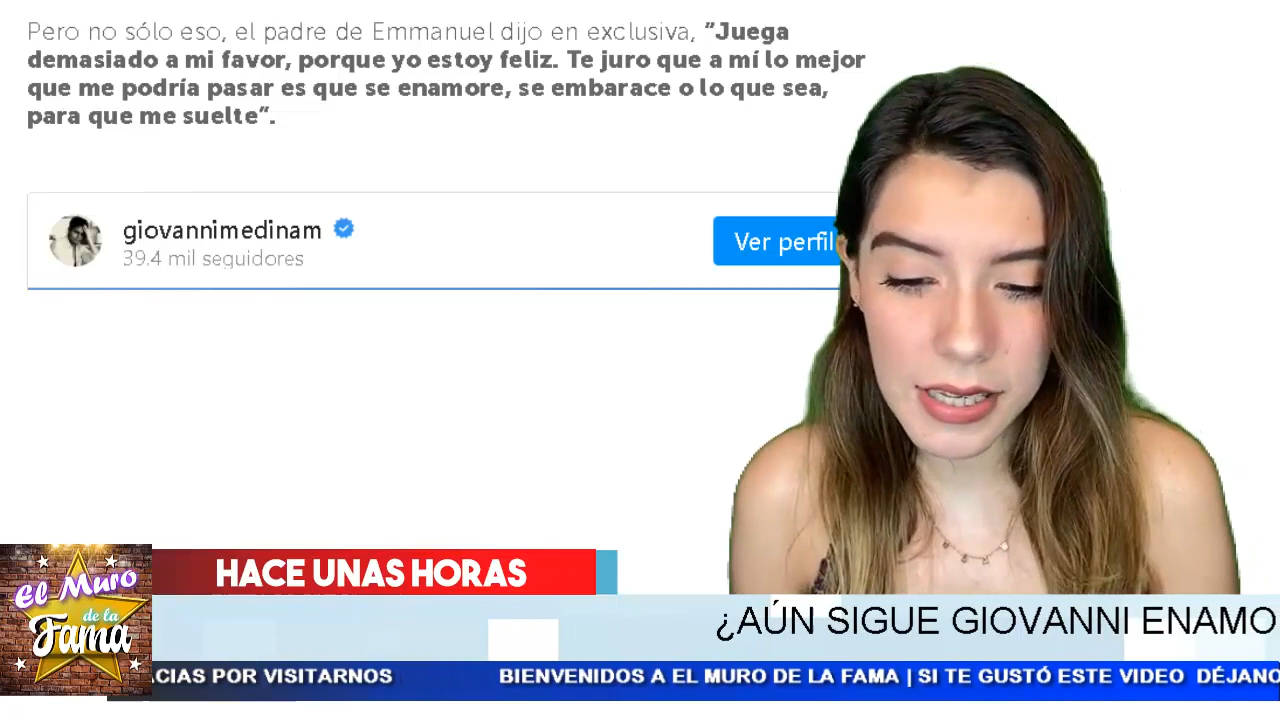 Pero no sólo eso, el padre de Emmanuel dijo en exclusiva, “Juega
demasiado a mi favor, porque yo estoy feliz. Te juro que a mí lo mejor
que me podría pasar es que se enamore, se embarace o lo que sea,
para que me suelte”.
giovannimedinam
39.4 mil seguidores
Ver perfil
HACE UNAS HORAS
El Muro
de la
Fama
¿AÚN SIGUE GIOVANNI ENAMO
CIAS POR VISITARNOS BIENVENIDOS A EL MURO DE LA FAMA | SI TE GUSTÓ ESTE VIDEO DÉJANO